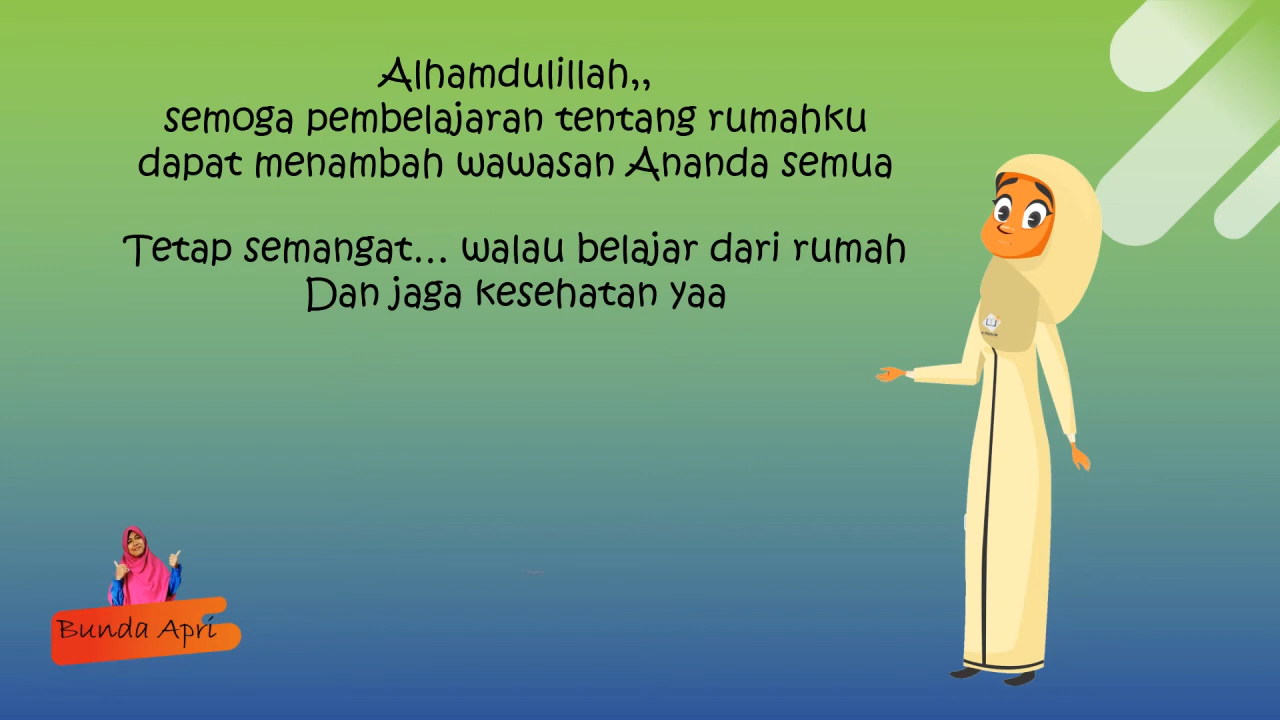 Alhamdulillah,,
semoga pembelajaran tentang rumahku
dapat menambah wawasan Ananda semua
Tetap semangat... walau belajar dari rumah
Dan jaga kesehatan yaa
Bunda Apri